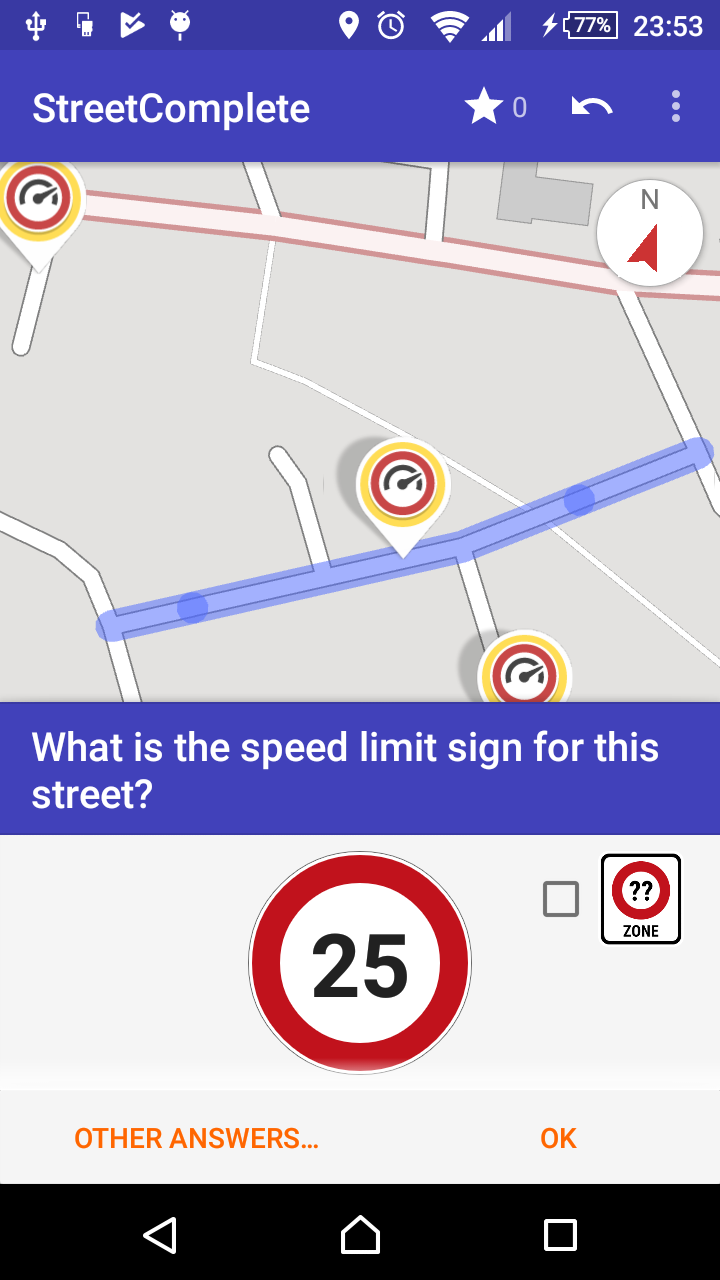 77% 23:53
StreetComplete 0
N
What is the speed limit sign for this
street?
25
??
ZONE
OTHER ANSWERS... OK